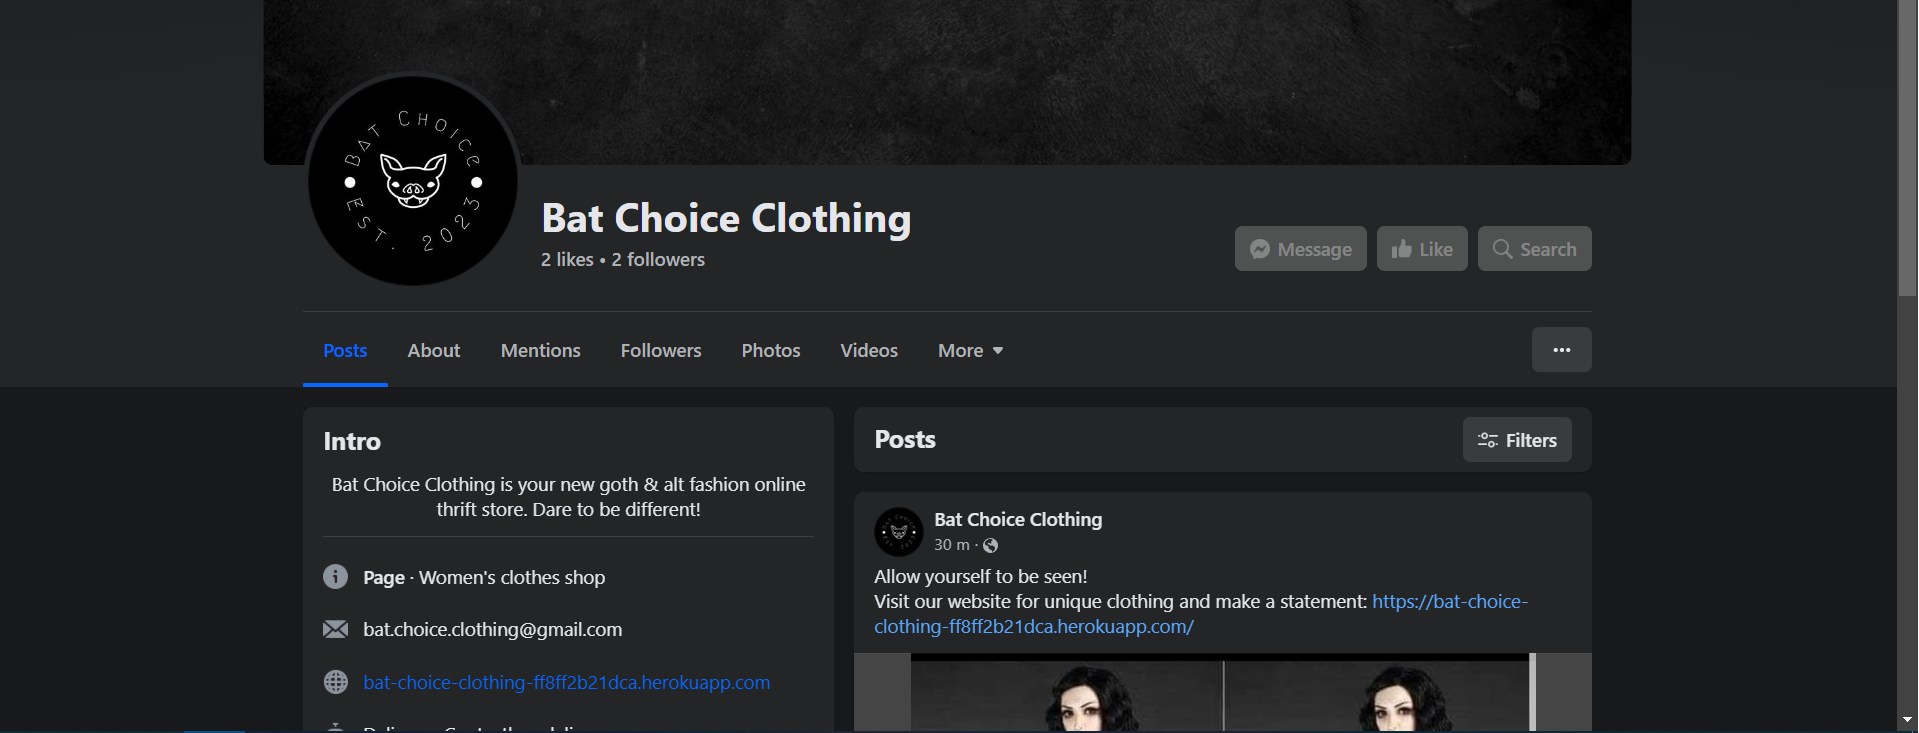 Bat Choice
Est. 2023
Bat Choice Clothing
2 likes • 2 followers
Message
Like
Search
Posts
About
Mentions
Followers
Photos
Videos
More
Intro
Bat Choice Clothing is your new goth & alt fashion online
thrift store. Dare to be different!
Page · Women's clothes shop
bat.choice.clothing@gmail.com
bat-choice-clothing-ff8ff2b21dca.herokuapp.com
Posts
Filters
Bat Choice Clothing
30 m ·
Allow yourself to be seen!
Visit our website for unique clothing and make a statement: https://bat-choice-
clothing-ff8ff2b21dca.herokuapp.com/